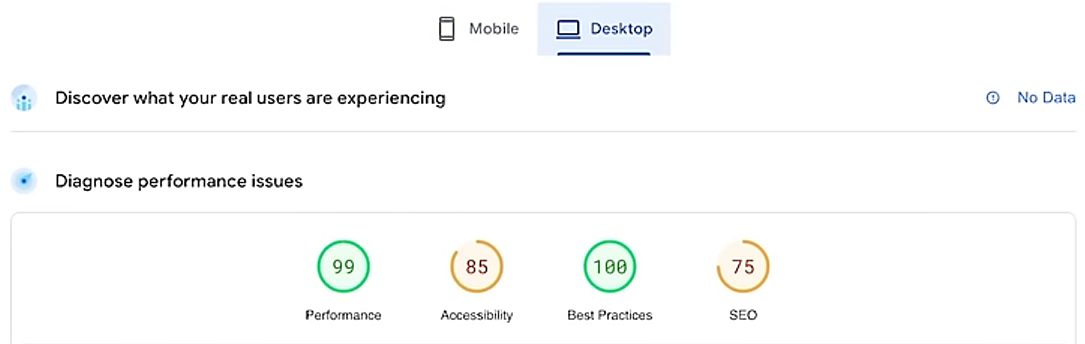 Mobile Desktop
Discover what your real users are experiencing No Data
Diagnose performance issues
99 85 100 75
Performance Accessibility Best Practices SEO